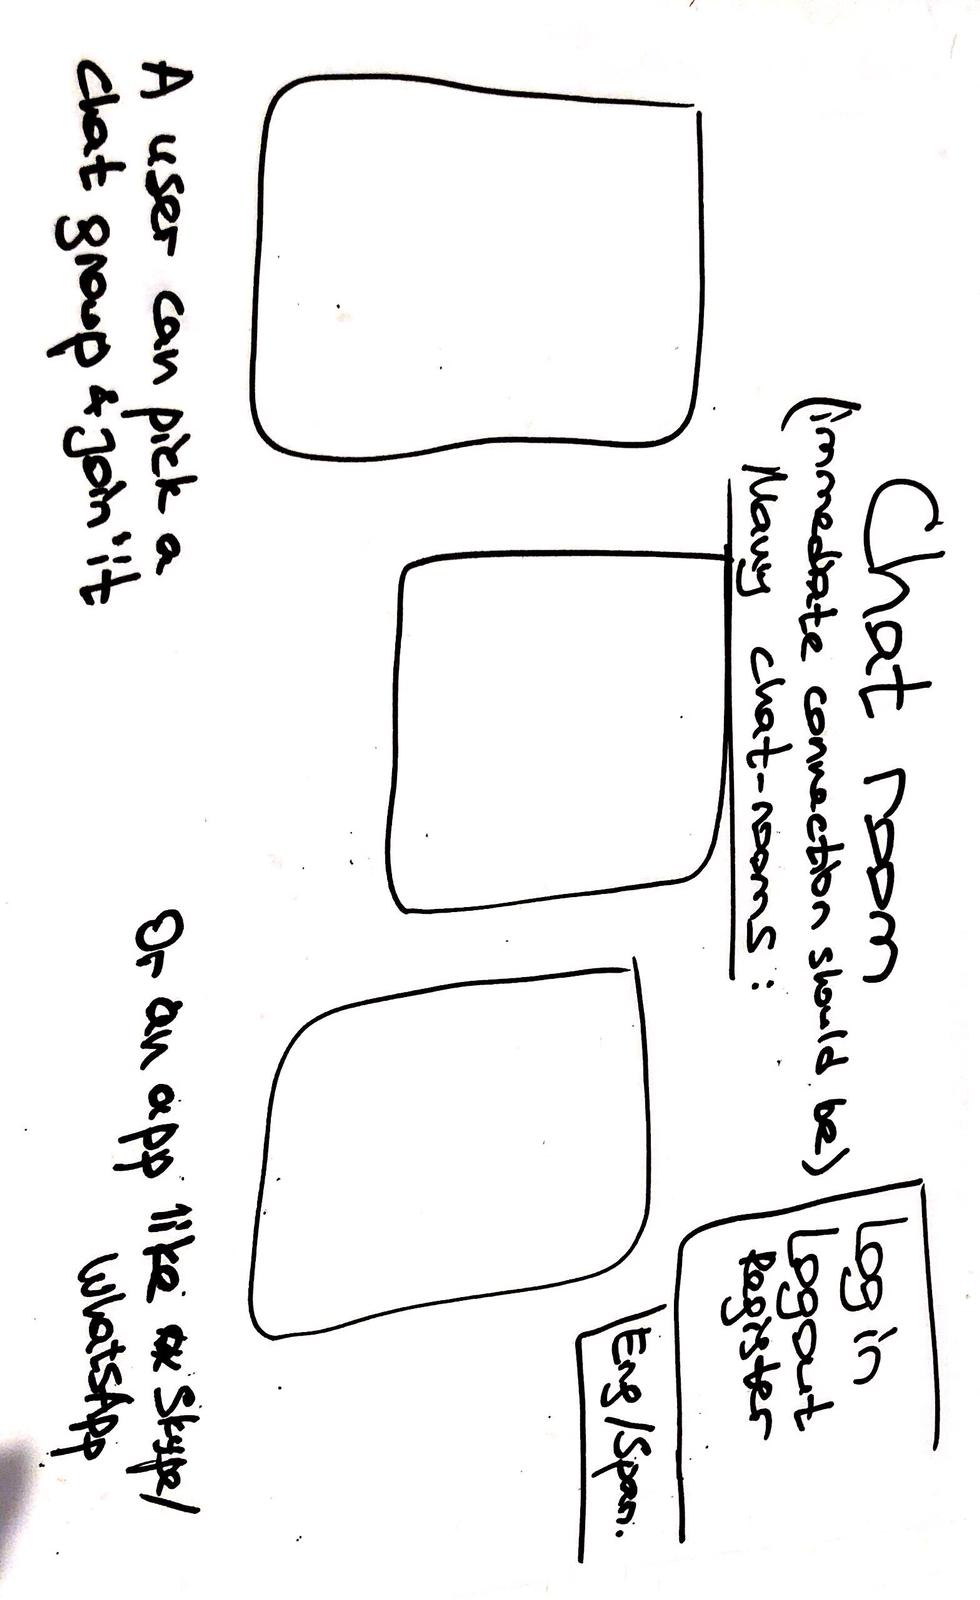 Chat room
(immediate connection should be)
Many chat-rooms:
Log in
Logout
Register
Eng/Span.
A user can pick a
chat group & Join it
Or an app like Skype/
WhatsApp